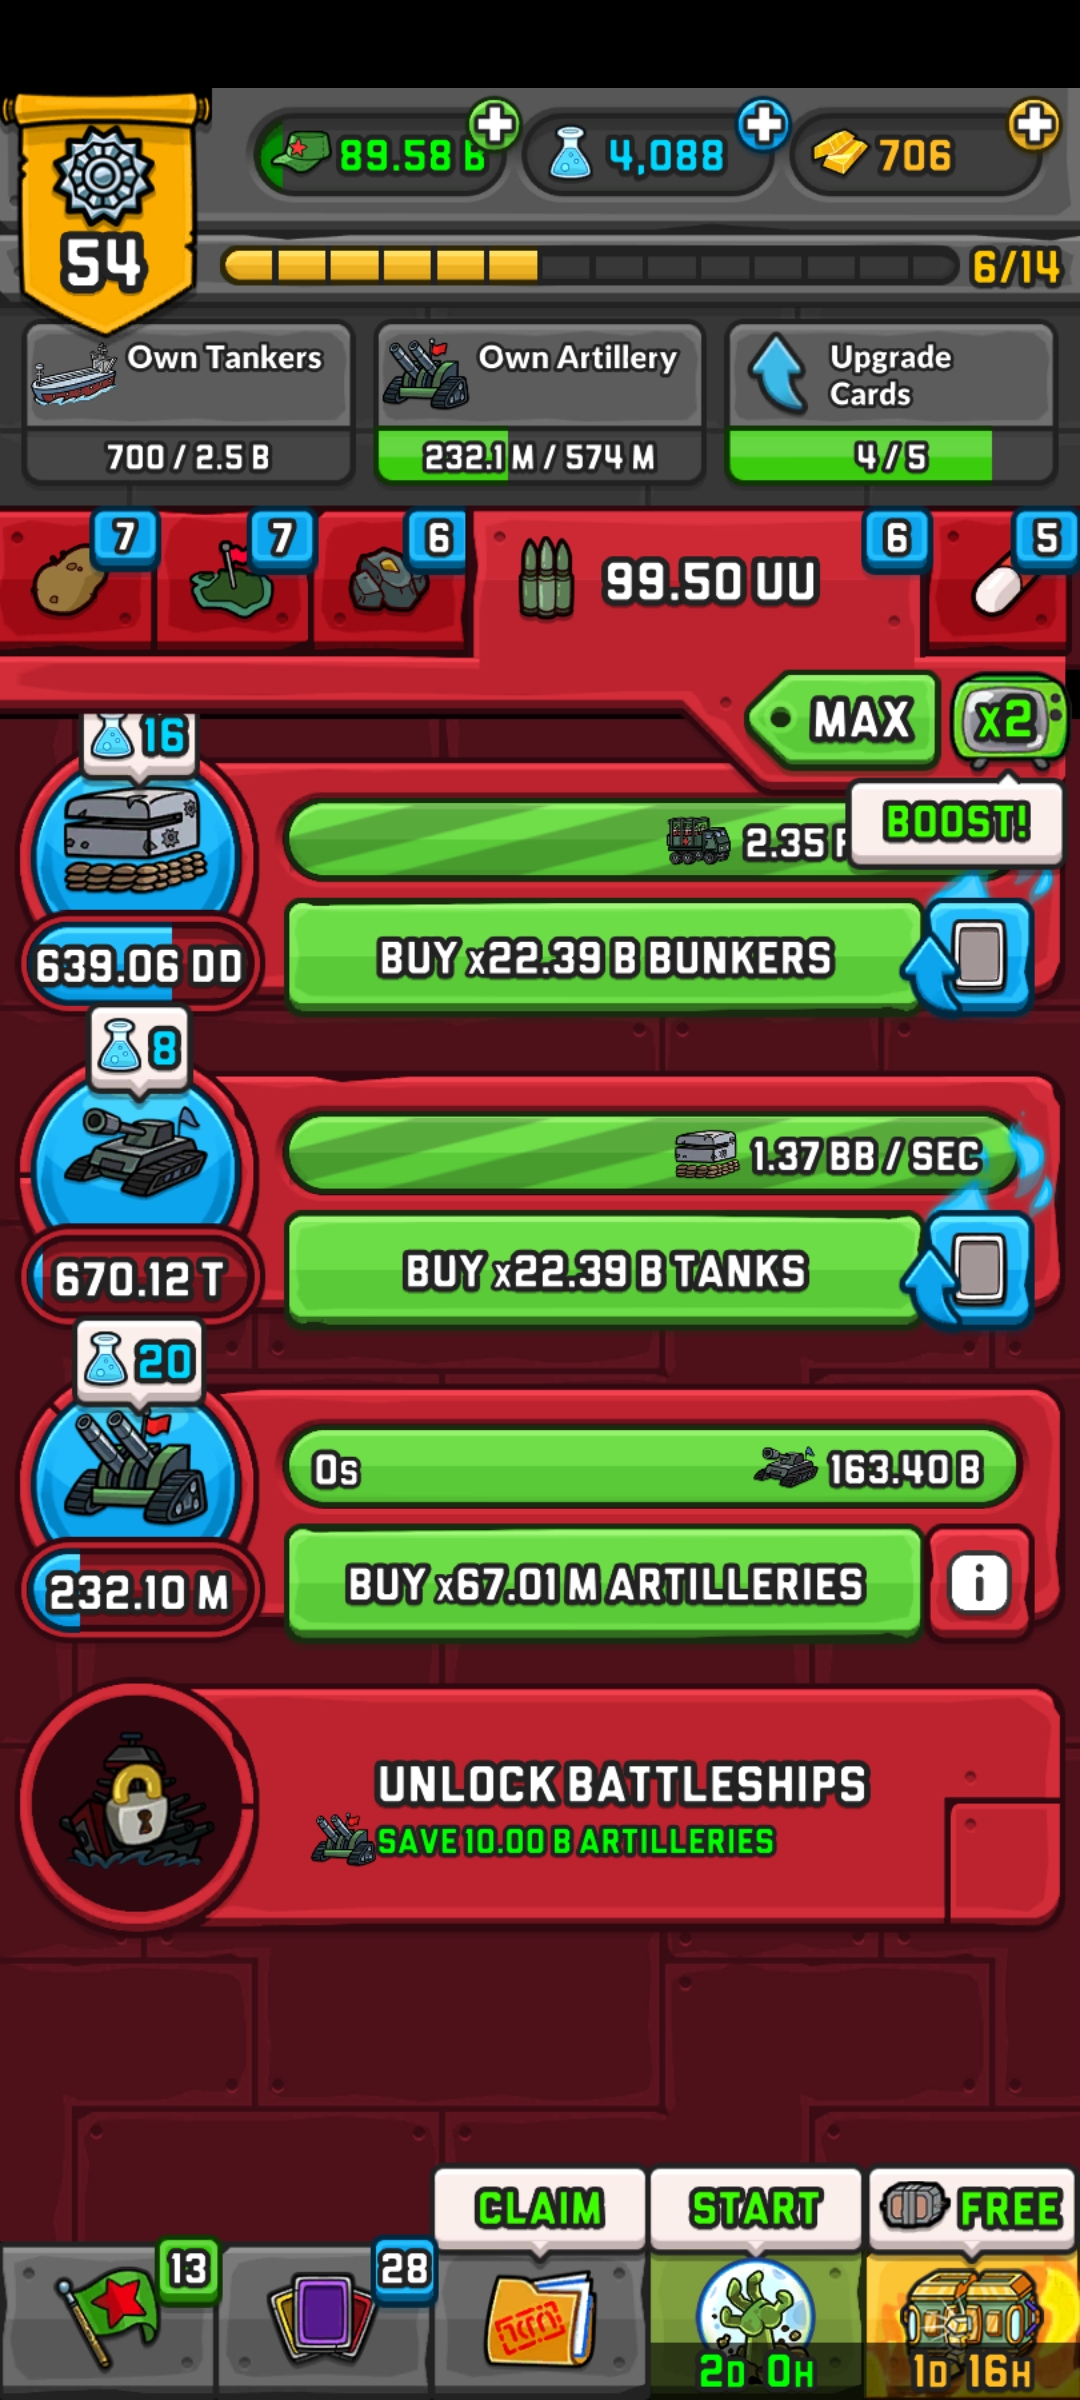 54
89.58 B
4,088
706
6/14
Own Tankers
700 / 2.5 B
Own Artillery
232.1 M / 574 M
Upgrade
Cards
4 / 5
7
7
6
99.50 UU
6
5
MAX
x2
BOOST!
16
2.35
639.06 DD
BUY x22.39 B BUNKERS
8
1.37 BB / SEC
670.12 T
BUY x22.39 B TANKS
20
0s
163.40 B
232.10 M
BUY x67.01 M ARTILLERIES
i
UNLOCK BATTLESHIPS
SAVE 10.00 B ARTILLERIES
CLAIM
START
FREE
13
28
2D 0H
1D 16H